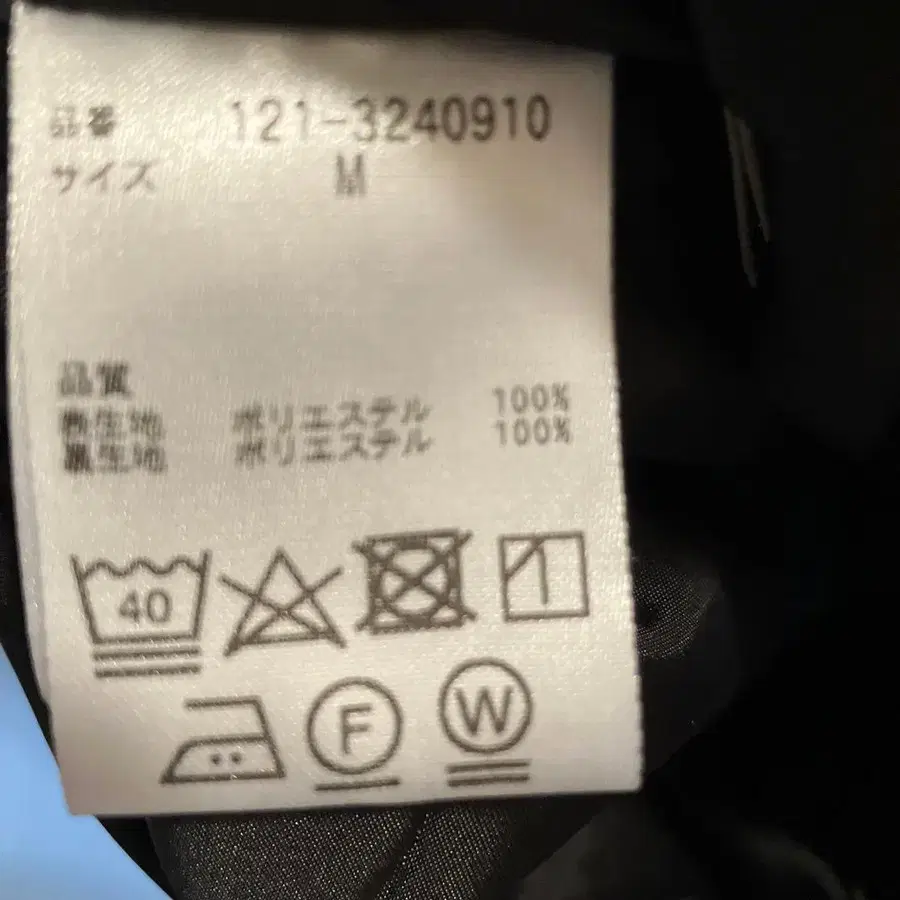 品番 121-3240910
サイズ M
品質
表生地 ポリエステル 100%
裏生地 ポリエステル 100%
40
F W